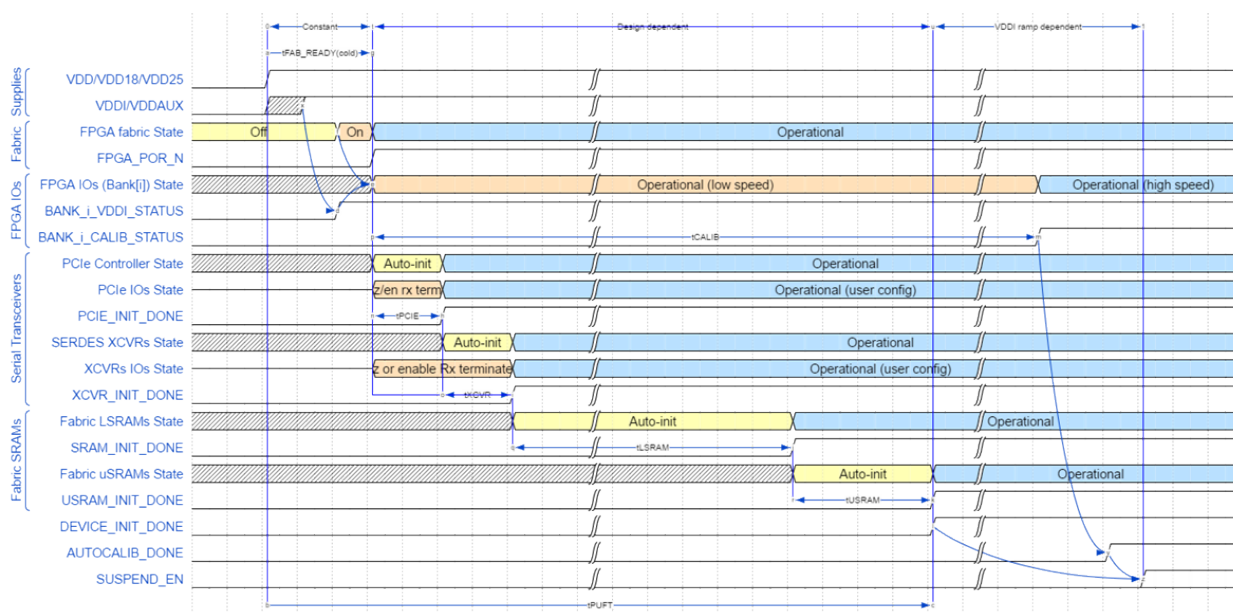 Constant
Design dependent
VDDI ramp dependent
tFAB_READY(cold)
Supplies
VDD/VDD18/VDD25
VDDI/VDDAUX
Fabric
FPGA fabric State
Off
On
Operational
FPGA_POR_N
FPGA IOs
FPGA IOs (Bank[i]) State
Operational (low speed)
Operational (high speed)
BANK_i_VDDI_STATUS
BANK_i_CALIB_STATUS
tCALIB
Serial Transceivers
PCIe Controller State
Auto-init
Operational
PCIe IOs State
z/en rx term
Operational (user config)
PCIE_INIT_DONE
tPCIE
SERDES XCVRs State
Auto-init
Operational
XCVRs IOs State
z or enable Rx terminate
Operational (user config)
XCVR_INIT_DONE
tXCVR
Fabric SRAMs
Fabric LSRAMs State
Auto-init
Operational
SRAM_INIT_DONE
tLSRAM
Fabric uSRAMs State
Auto-init
Operational
USRAM_INIT_DONE
tUSRAM
DEVICE_INIT_DONE
AUTOCALIB_DONE
SUSPEND_EN
tPUFT